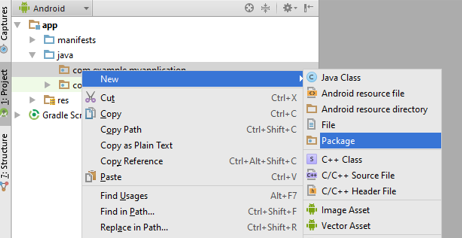 Captures
Android
app
manifests
java
com.example.myapplication
New
Java Class
co
Cut
Ctrl+X
Android resource file
res
Copy
Ctrl+C
Android resource directory
1: Project
Gradle Scr
Copy Path
Ctrl+Shift+C
File
Copy as Plain Text
Package
Copy Reference
Ctrl+Alt+Shift+C
C++ Class
7: Structure
Paste
Ctrl+V
C/C++ Source File
Find Usages
Alt+F7
C/C++ Header File
Find in Path...
Ctrl+Shift+F
Image Asset
Replace in Path...
Ctrl+Shift+R
Vector Asset